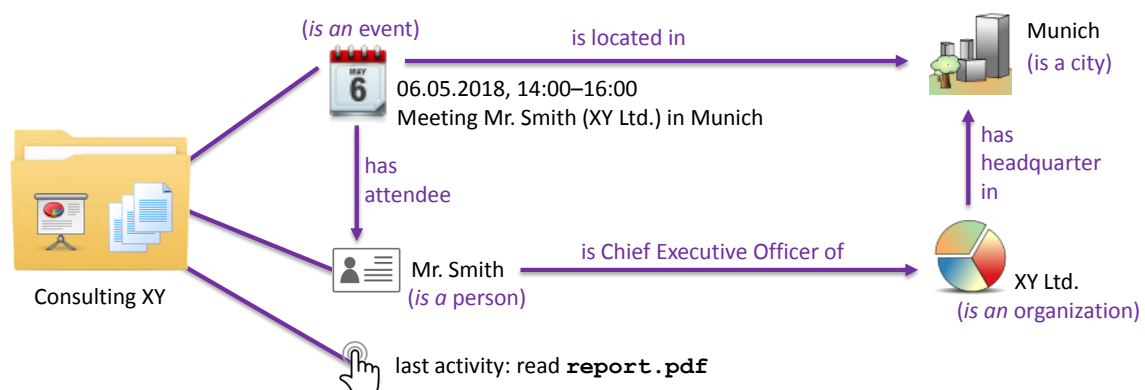 (is an event)
is located in
Munich
(is a city)
MAY
6
06.05.2018, 14:00–16:00
Meeting Mr. Smith (XY Ltd.) in Munich
has
attendee
has
headquarter
in
Consulting XY
Mr. Smith
(is a person)
is Chief Executive Officer of
XY Ltd.
(is an organization)
last activity: read report.pdf